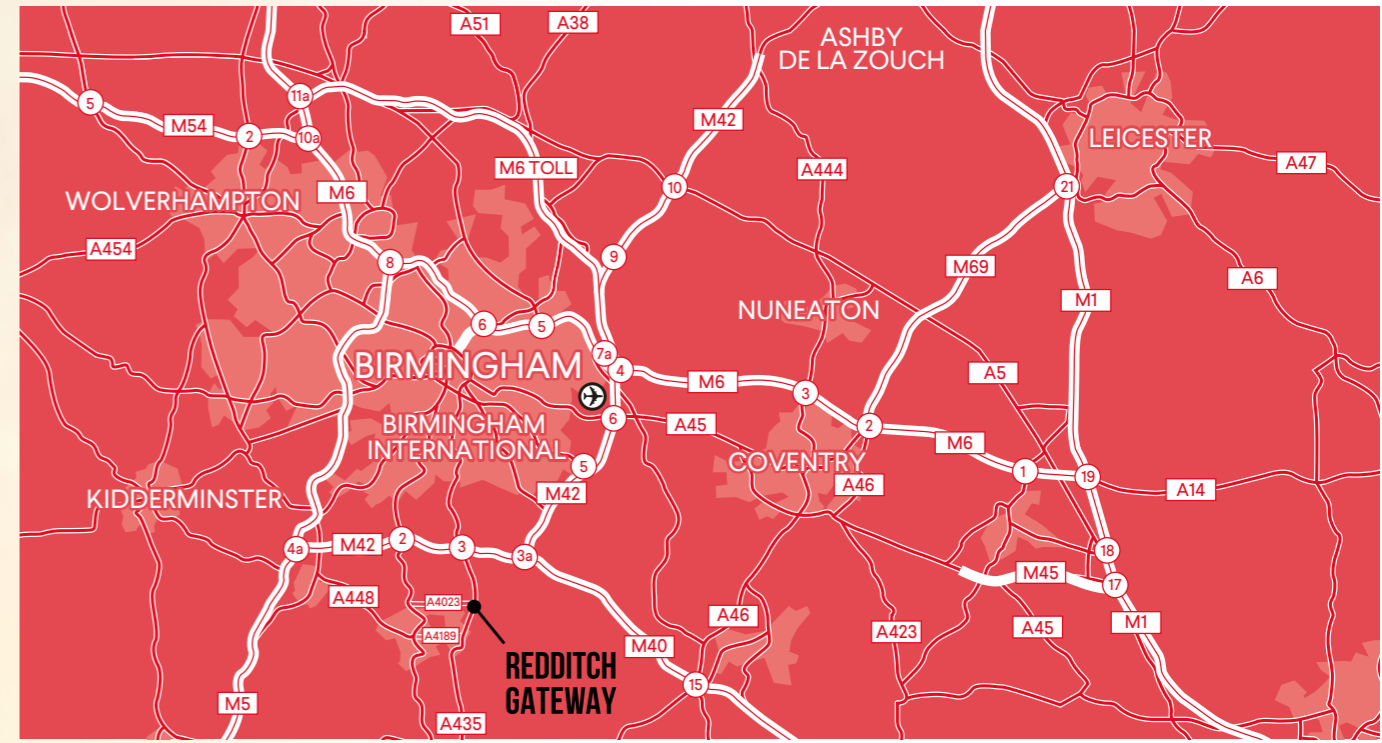 A51
A38
ASHBY
DE LA ZOUCH
11a
5
M54
2
10a
M42
LEICESTER
A47
M6 TOLL
A444
M6
10
21
WOLVERHAMPTON
A454
8
9
M69
A6
M1
NUNEATON
6
5
7a
BIRMINGHAM
4
M6
A5
3
6
A45
2
BIRMINGHAM
INTERNATIONAL
M6
5
COVENTRY
1
19
A46
A14
KIDDERMINSTER
M42
4a
M42
2
3
3a
18
M45
17
A448
A4023
A46
M1
A4189
M40
A423
A45
REDDITCH
GATEWAY
15
M5
A435